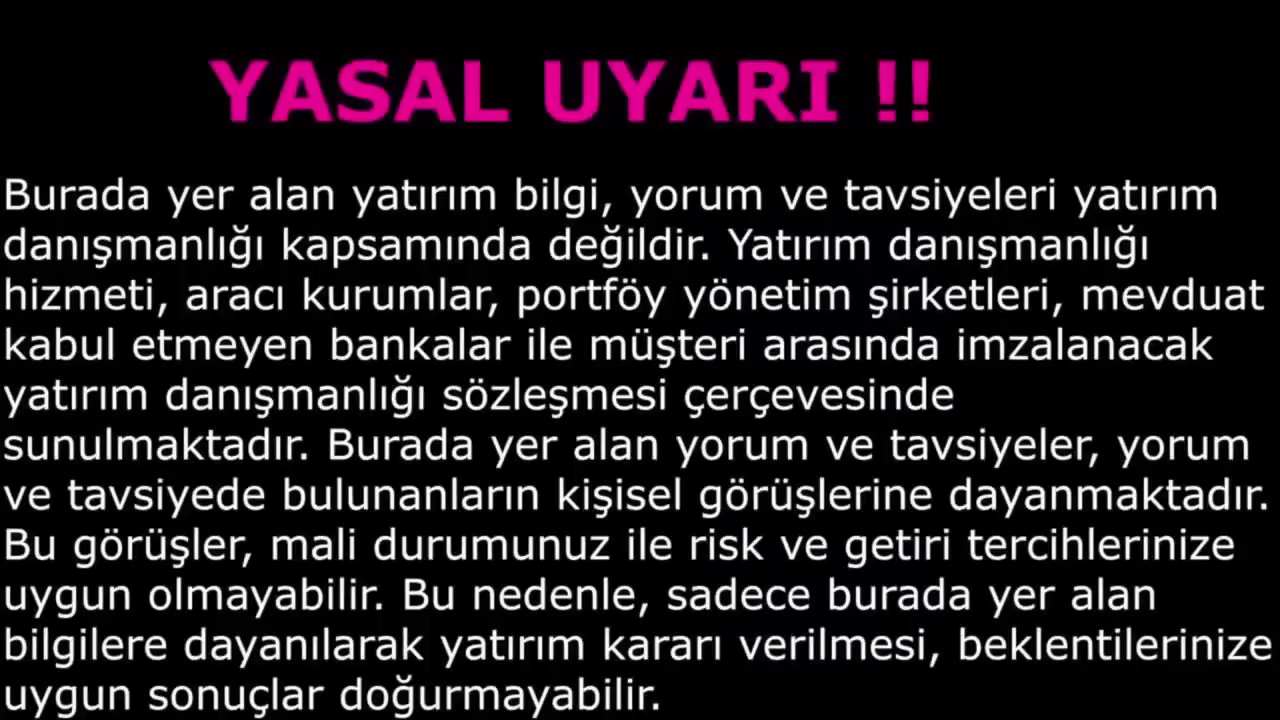 YASAL UYARI !!
Burada yer alan yatırım bilgi, yorum ve tavsiyeleri yatırım
danışmanlığı kapsamında değildir. Yatırım danışmanlığı
hizmeti, aracı kurumlar, portföy yönetim şirketleri, mevduat
kabul etmeyen bankalar ile müşteri arasında imzalanacak
yatırım danışmanlığı sözleşmesi çerçevesinde
sunulmaktadır. Burada yer alan yorum ve tavsiyeler, yorum
ve tavsiyede bulunanların kişisel görüşlerine dayanmaktadır.
Bu görüşler, mali durumunuz ile risk ve getiri tercihlerinize
uygun olmayabilir. Bu nedenle, sadece burada yer alan
bilgilere dayanılarak yatırım kararı verilmesi, beklentilerinize
uygun sonuçlar doğurmayabilir.